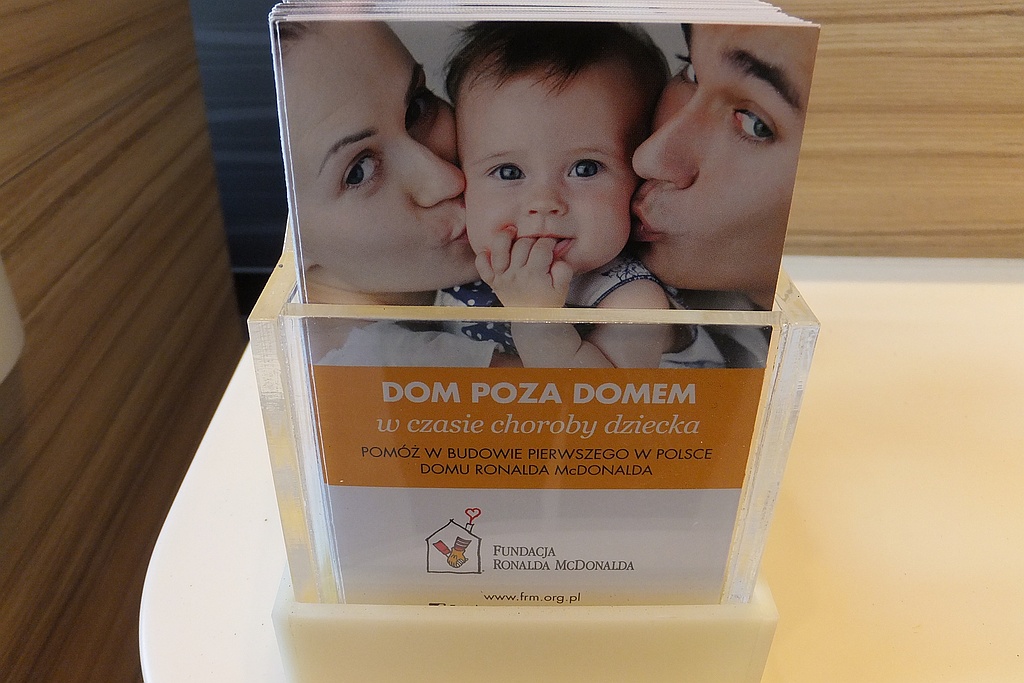 DOM POZA DOMEM
w czasie choroby dziecka
POMÓŻ W BUDOWIE PIERWSZEGO W POLSCE
DOMU RONALDA McDONALDA
FUNDACJA
RONALDA MCDONALDA
www.frm.org.pl